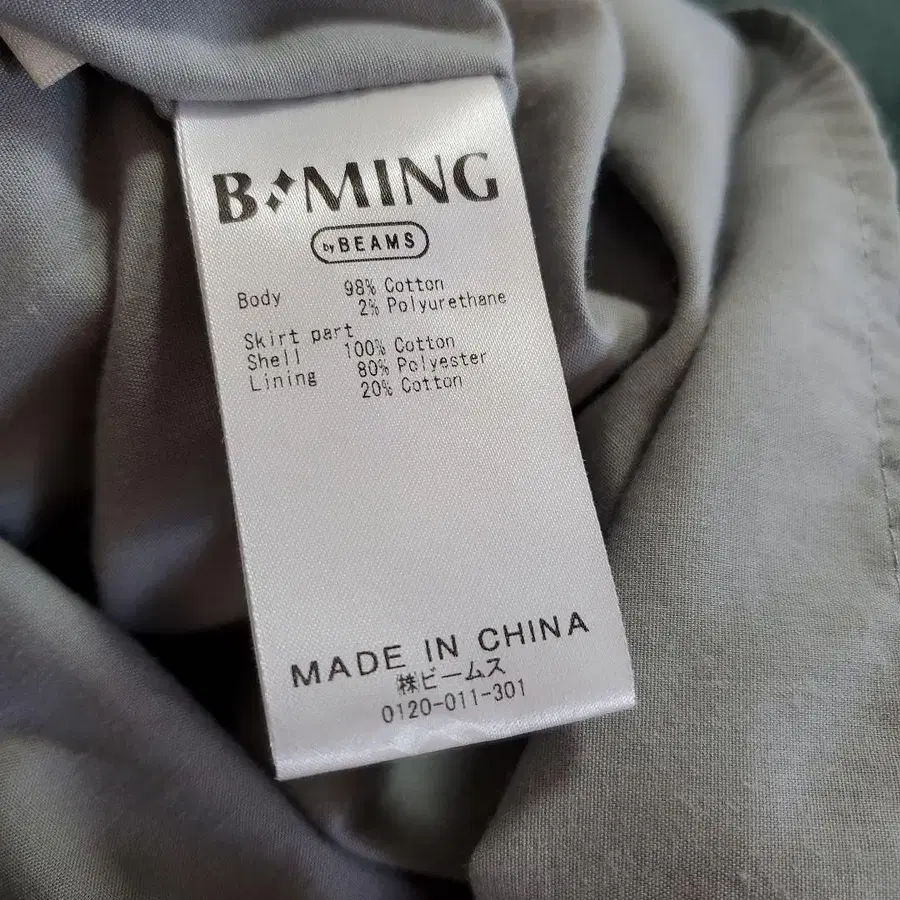 B MING
by BEAMS
Body 98% Cotton
2% Polyurethane
Skirt part
Shell 100% Cotton
Lining 80% Polyester
20% Cotton
MADE IN CHINA
㈱ビームス
0120-011-301